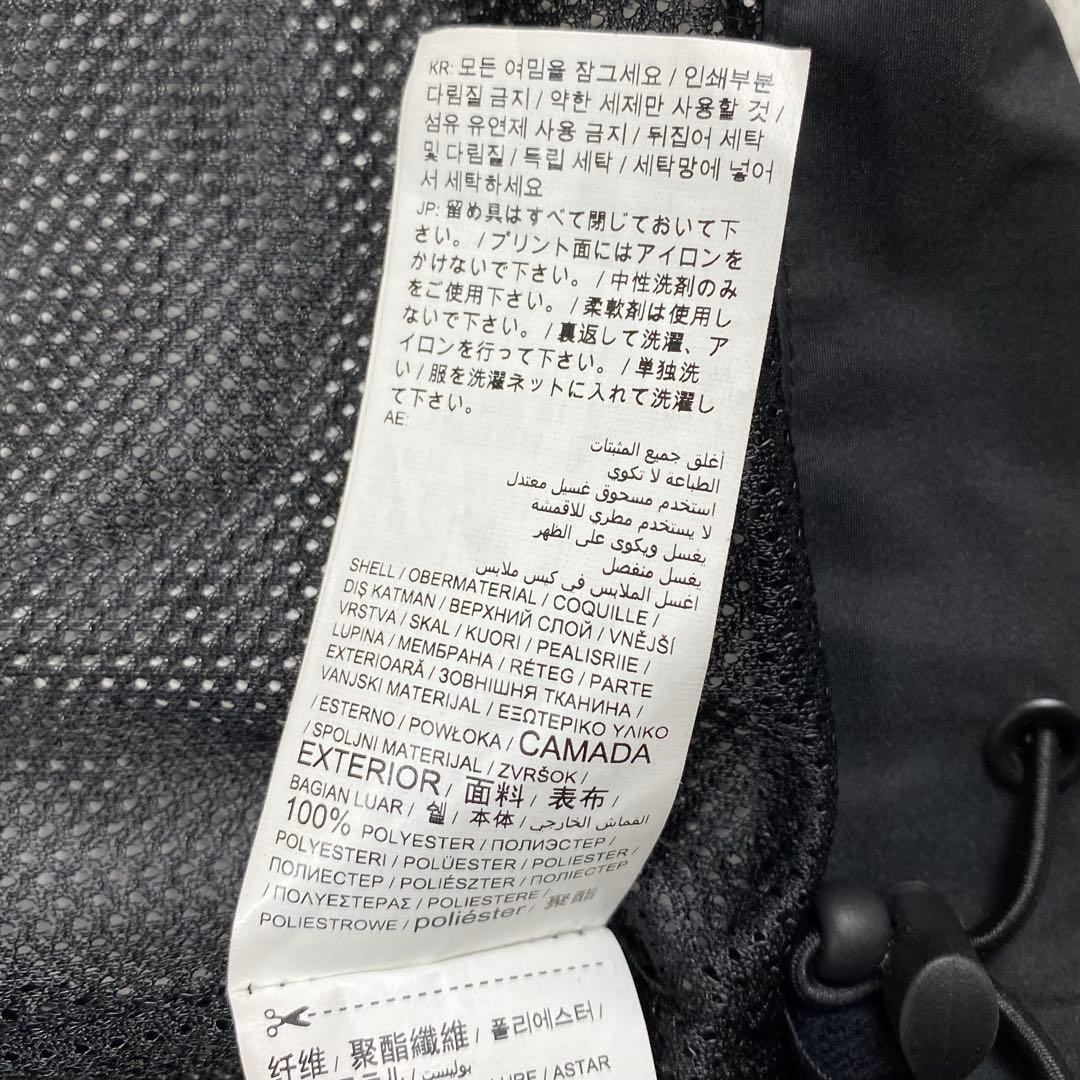 KR: 모든 여밈을 잠그세요 / 인쇄부분
다림질 금지 / 약한 세제만 사용할 것 /
섬유 유연제 사용 금지 / 뒤집어 세탁
및 다림질 / 독립 세탁 / 세탁망에 넣어
서 세탁하세요
JP: 留め具はすべて閉じておいて下
さい。 / プリント面にはアイロンを
かけないで下さい。 / 中性洗剤のみ
をご使用下さい。 / 柔軟剤は使用し
ないで下さい。 / 裏返して洗濯、ア
イロンを行って下さい。 / 単独洗
い / 服を洗濯ネットに入れて洗濯し
て下さい。
AE:
أغلق جميع المثبتات
الطباعة لا تكوي
استخدم مسحوق غسيل معتدل
لا يستخدم مطري للاقمشه
يغسل ويكوى على الظهر
يغسل منفصل
اغسل الملابس في كيس ملابس
SHELL / OBERMATERIAL / COQUILLE /
DIŞ KATMAN / ВЕРХНИЙ СЛОЙ / VNĚJŠÍ
VRSTVA / SKAL / KUORI / PEALISRIIE /
LUPINA / МЕМБРАНА / RÉTEG / PARTE
EXTERIOARĂ / ЗОВНІШНЯ ТКАНИНА /
VANJSKI MATERIJAL / ΕΞΩΤΕΡΙΚΟ ΥΛΙΚΟ
/ ESTERNO / POWŁOKA / CAMADA
/ SPOLJNI MATERIJAL / ZVRŠOK /
EXTERIOR / 面料 / 表布 /
BAGIAN LUAR / 쉘 / 本体 / القماش الخارجي
100% POLYESTER / ПОЛИЭСТЕР /
POLYESTERI / POLÜESTER / POLIESTER /
ПОЛИЕСТЕР / POLIÉSZTER / ПОЛІЕСТЕР
/ ΠΟΛΥΕΣΤΕΡΑΣ / POLIESTERE /
POLIESTROWE / poliéster / 聚酯
纤维 / 聚酯纖維 / 폴리에스터 /
بوليستر
/ ASTAR